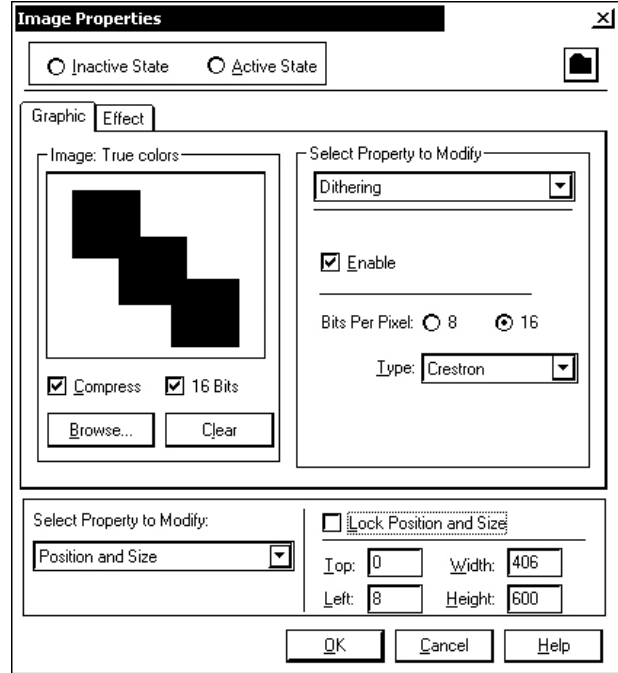 Image Properties
Inactive State Active State
Graphic Effect
Image: True colors
Select Property to Modify
Dithering
Enable
Bits Per Pixel: 8 16
Type: Crestron
Compress 16 Bits
Browse... Clear
Select Property to Modify:
Position and Size
Lock Position and Size
Top: 0 Width: 406
Left: 8 Height: 600
OK Cancel Help